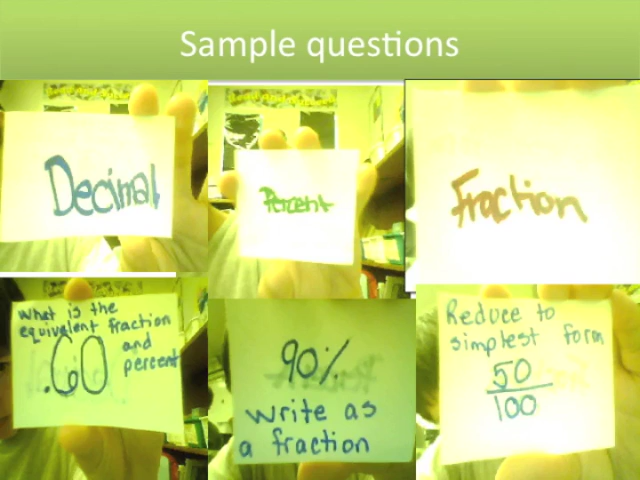 Sample questions
Decimal
Percent
Fraction
what is the
equivalent fraction
.60 and
percent
90%
write as
a fraction
Reduce to
simplest form
50
100